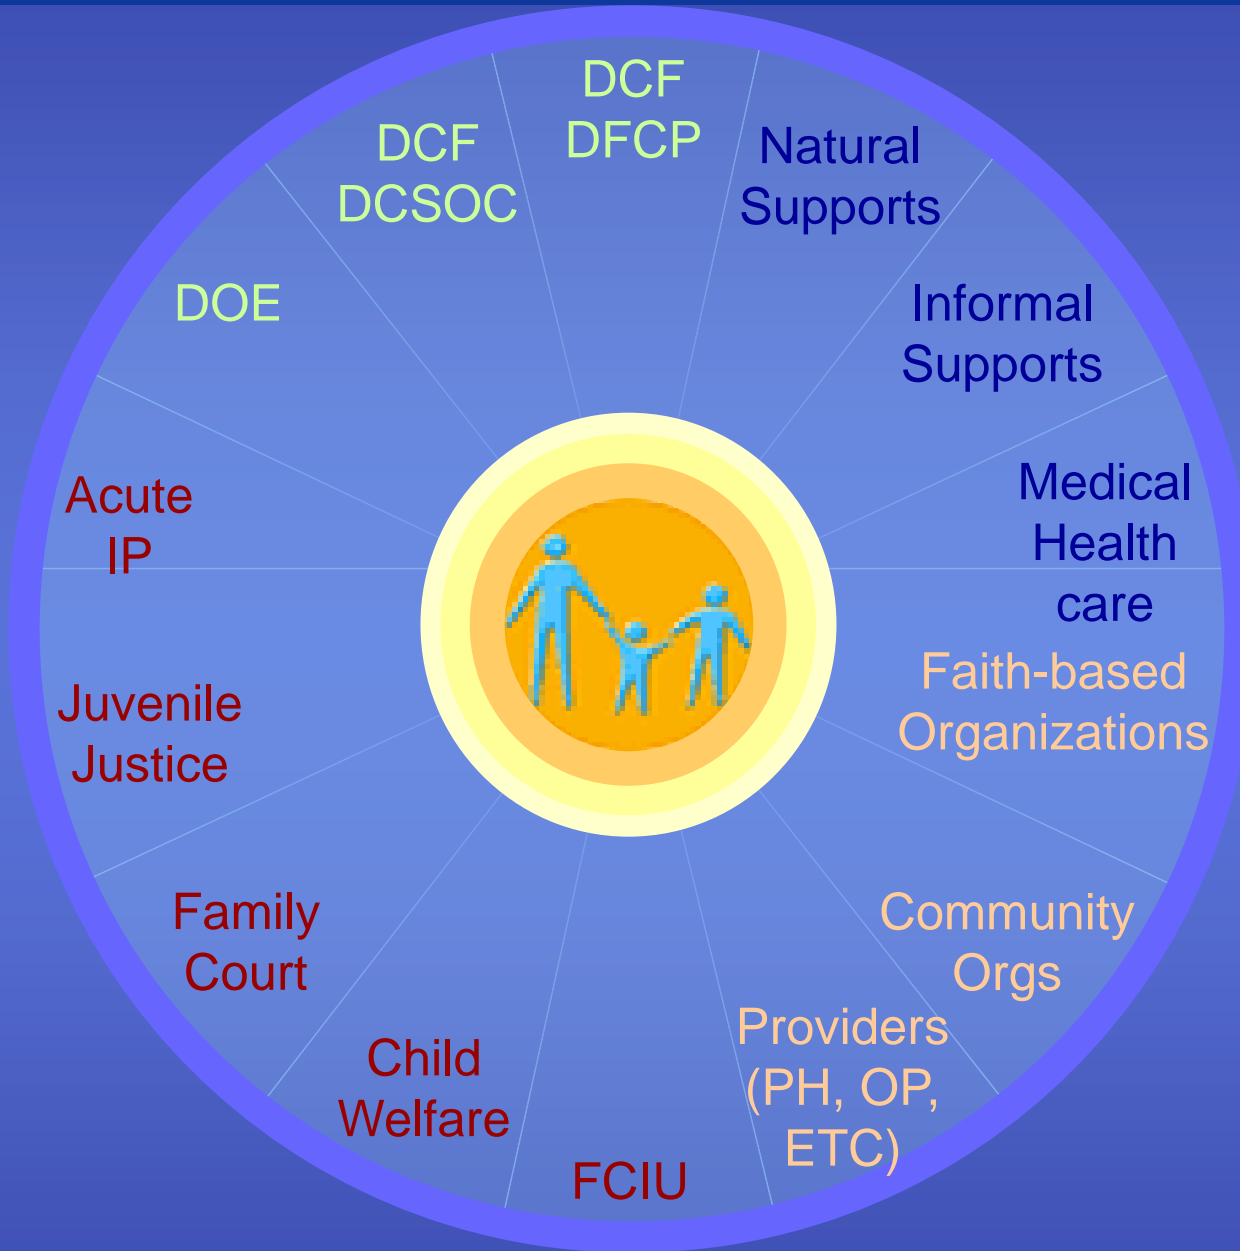 DCF
DFCP
Natural
Supports
Informal
Supports
Medical
Health
care
Faith-based
Organizations
Community
Orgs
Providers
(PH, OP,
ETC)
FCIU
Child
Welfare
Family
Court
Juvenile
Justice
Acute
IP
DOE
DCF
DCSOC